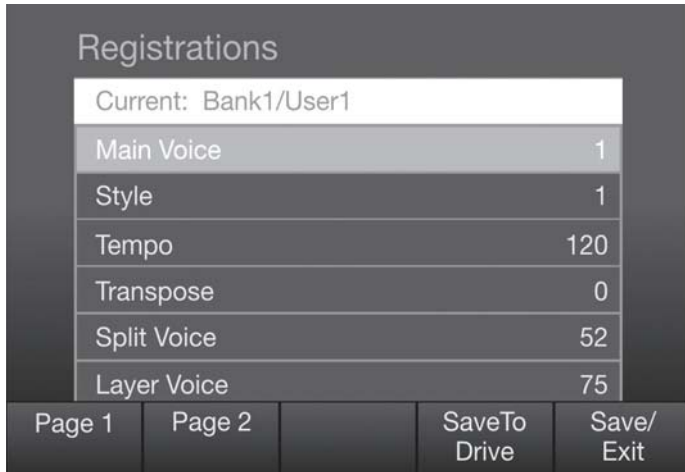 Registrations
Current: Bank1/User1
Main Voice 1
Style 1
Tempo 120
Transpose 0
Split Voice 52
Layer Voice 75
Page 1 Page 2 SaveTo Drive Save/ Exit